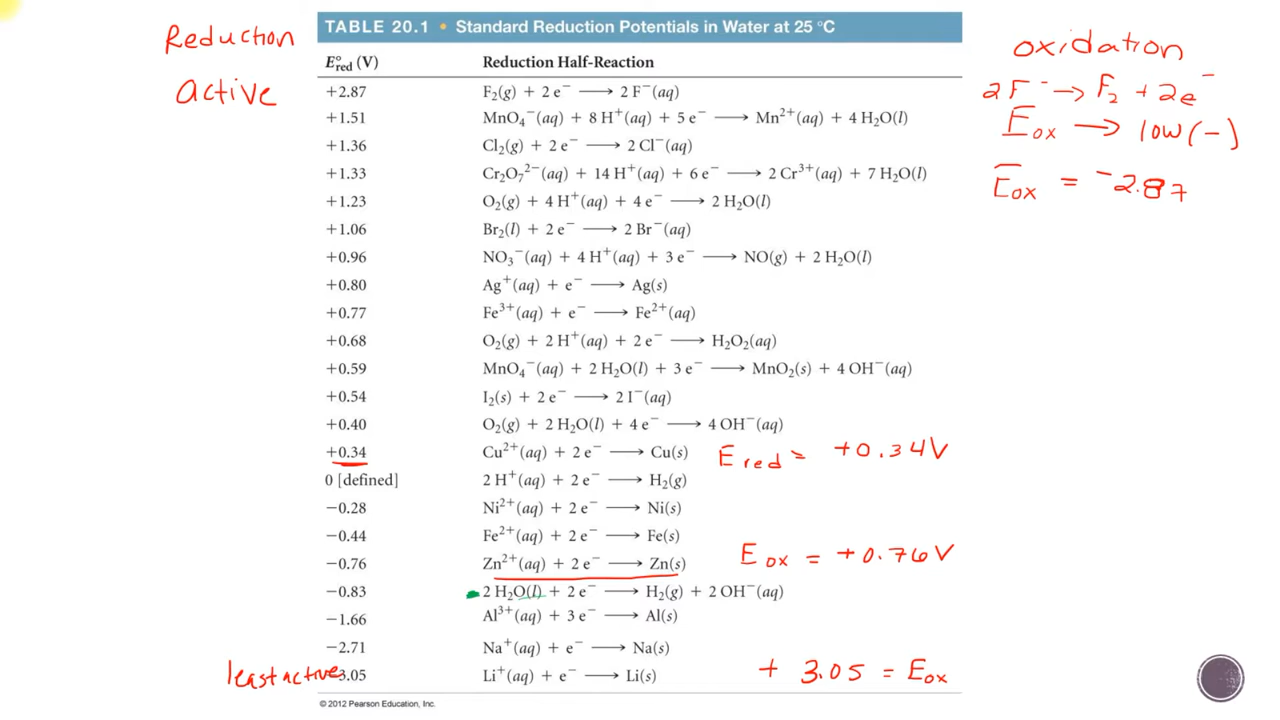 Reduction
active
TABLE 20.1 • Standard Reduction Potentials in Water at 25 °C
E°red (V) Reduction Half-Reaction
+2.87 F₂(g) + 2 e⁻ ⟶ 2 F⁻(aq)
+1.51 MnO₄⁻(aq) + 8 H⁺(aq) + 5 e⁻ ⟶ Mn²⁺(aq) + 4 H₂O(l)
+1.36 Cl₂(g) + 2 e⁻ ⟶ 2 Cl⁻(aq)
+1.33 Cr₂O₇²⁻(aq) + 14 H⁺(aq) + 6 e⁻ ⟶ 2 Cr³⁺(aq) + 7 H₂O(l)
+1.23 O₂(g) + 4 H⁺(aq) + 4 e⁻ ⟶ 2 H₂O(l)
+1.06 Br₂(l) + 2 e⁻ ⟶ 2 Br⁻(aq)
+0.96 NO₃⁻(aq) + 4 H⁺(aq) + 3 e⁻ ⟶ NO(g) + 2 H₂O(l)
+0.80 Ag⁺(aq) + e⁻ ⟶ Ag(s)
+0.77 Fe³⁺(aq) + e⁻ ⟶ Fe²⁺(aq)
+0.68 O₂(g) + 2 H⁺(aq) + 2 e⁻ ⟶ H₂O₂(aq)
+0.59 MnO₄⁻(aq) + 2 H₂O(l) + 3 e⁻ ⟶ MnO₂(s) + 4 OH⁻(aq)
+0.54 I₂(s) + 2 e⁻ ⟶ 2 I⁻(aq)
+0.40 O₂(g) + 2 H₂O(l) + 4 e⁻ ⟶ 4 OH⁻(aq)
+0.34 Cu²⁺(aq) + 2 e⁻ ⟶ Cu(s) Ered = +0.34V
0 [defined] 2 H⁺(aq) + 2 e⁻ ⟶ H₂(g)
−0.28 Ni²⁺(aq) + 2 e⁻ ⟶ Ni(s)
−0.44 Fe²⁺(aq) + 2 e⁻ ⟶ Fe(s)
−0.76 Zn²⁺(aq) + 2 e⁻ ⟶ Zn(s) Eox = +0.76V
−0.83 2 H₂O(l) + 2 e⁻ ⟶ H₂(g) + 2 OH⁻(aq)
−1.66 Al³⁺(aq) + 3 e⁻ ⟶ Al(s)
−2.71 Na⁺(aq) + e⁻ ⟶ Na(s)
least active 3.05 Li⁺(aq) + e⁻ ⟶ Li(s) + 3.05 = Eox
© 2012 Pearson Education, Inc.
oxidation
2F⁻ → F₂ + 2e⁻
Eox → low (-)
Eox = -2.87